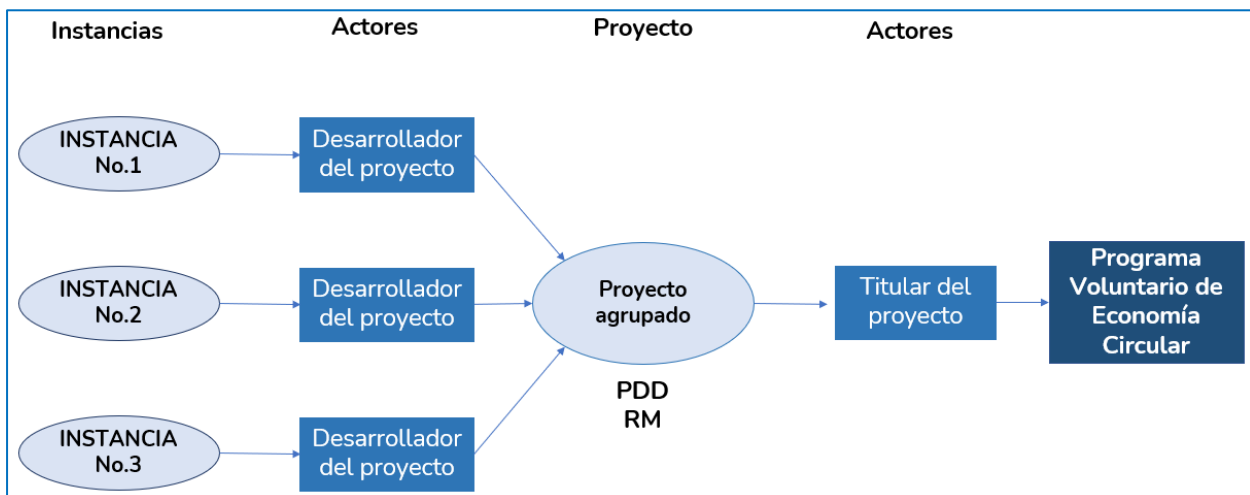 Instancias
Actores
Proyecto
Actores
INSTANCIA
No.1
Desarrollador
del proyecto
INSTANCIA
No.2
Desarrollador
del proyecto
Proyecto
agrupado
Titular del
proyecto
Programa
Voluntario de
Economía
Circular
PDD
RM
INSTANCIA
No.3
Desarrollador
del proyecto